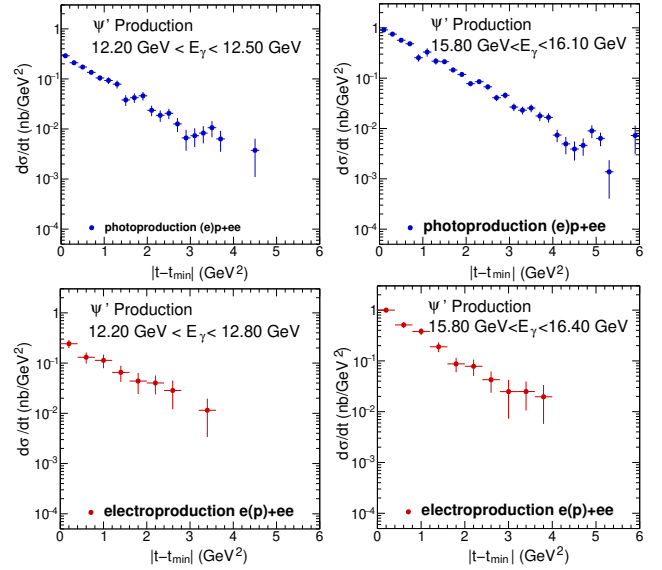 Ψ' Production
12.20 GeV < Eγ < 12.50 GeV
dσ/dt (nb/GeV²)
1
10⁻¹
10⁻²
10⁻³
10⁻⁴
photoproduction (e)p+ee
0 1 2 3 4 5 6
|t−tmin| (GeV²)
Ψ' Production
15.80 GeV<Eγ<16.10 GeV
dσ/dt (nb/GeV²)
1
10⁻¹
10⁻²
10⁻³
10⁻⁴
photoproduction (e)p+ee
0 1 2 3 4 5 6
|t−tmin| (GeV²)
Ψ' Production
12.20 GeV < Eγ < 12.80 GeV
dσ/dt (nb/GeV²)
1
10⁻¹
10⁻²
10⁻³
10⁻⁴
electroproduction e(p)+ee
0 1 2 3 4 5 6
|t−tmin| (GeV²)
Ψ' Production
15.80 GeV<Eγ<16.40 GeV
dσ/dt (nb/GeV²)
1
10⁻¹
10⁻²
10⁻³
10⁻⁴
electroproduction e(p)+ee
0 1 2 3 4 5 6
|t−tmin| (GeV²)